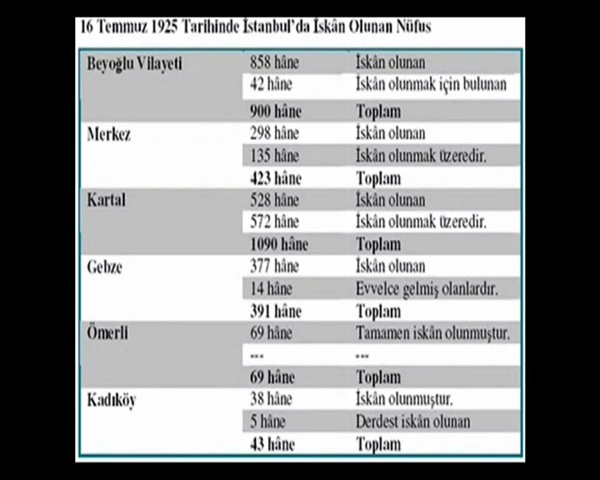 16 Temmuz 1925 Tarihinde İstanbul'da İskân Olunan Nüfus
Beyoğlu Vilayeti 858 hâne İskân olunan
42 hâne İskân olunmak için bulunan
900 hâne Toplam
Merkez 298 hâne İskân olunan
135 hâne İskân olunmak üzeredir.
423 hâne Toplam
Kartal 528 hâne İskân olunan
572 hâne İskân olunmak üzeredir.
1090 hâne Toplam
Gebze 377 hâne İskân olunan
14 hâne Evvelce gelmiş olanlardır.
391 hâne Toplam
Ömerli 69 hâne Tamamen iskân olunmuştur.
--- ---
69 hâne Toplam
Kadıköy 38 hâne İskân olunmuştur.
5 hâne Derdest iskân olunan
43 hâne Toplam